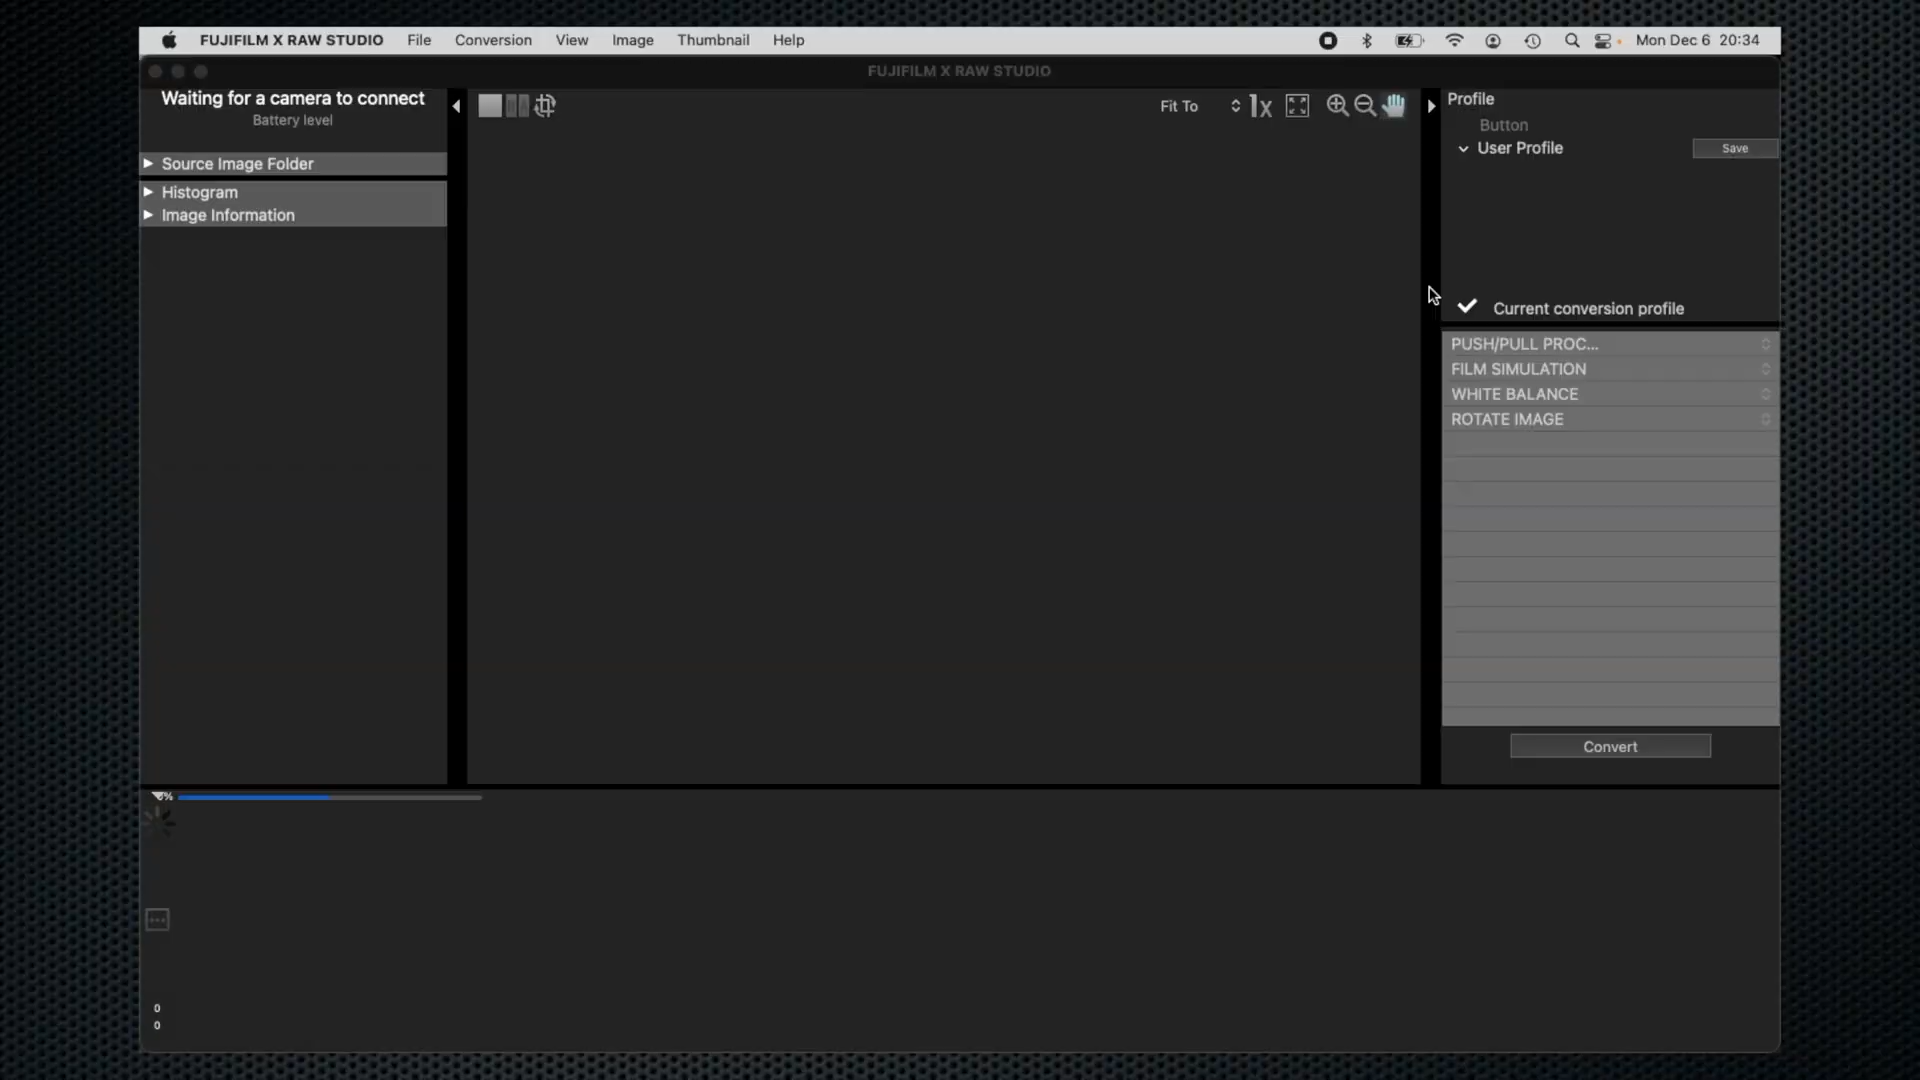 FUJIFILM X RAW STUDIO File Conversion View Image Thumbnail Help Mon Dec 6 20:34
FUJIFILM X RAW STUDIO
Waiting for a camera to connect
Battery level
Source Image Folder
Histogram
Image Information
Fit To 1x
Profile
Button
User Profile Save
Current conversion profile
PUSH/PULL PROC...
FILM SIMULATION
WHITE BALANCE
ROTATE IMAGE
Convert
0
0